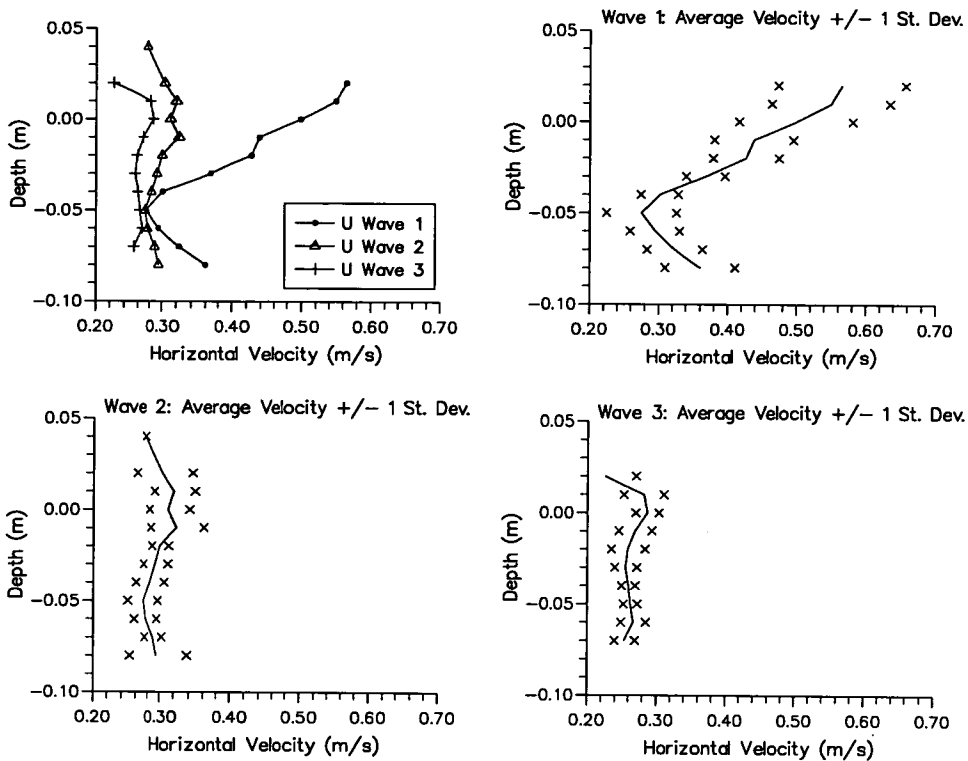 0.05
0.00
−0.05
−0.10
Depth (m)
U Wave 1
U Wave 2
U Wave 3
0.20 0.30 0.40 0.50 0.60 0.70
Horizontal Velocity (m/s)
Wave 1: Average Velocity +/− 1 St. Dev.
0.05
0.00
−0.05
−0.10
Depth (m)
0.20 0.30 0.40 0.50 0.60 0.70
Horizontal Velocity (m/s)
Wave 2: Average Velocity +/− 1 St. Dev.
0.05
0.00
−0.05
−0.10
Depth (m)
0.20 0.30 0.40 0.50 0.60 0.70
Horizontal Velocity (m/s)
Wave 3: Average Velocity +/− 1 St. Dev.
0.05
0.00
−0.05
−0.10
Depth (m)
0.20 0.30 0.40 0.50 0.60 0.70
Horizontal Velocity (m/s)